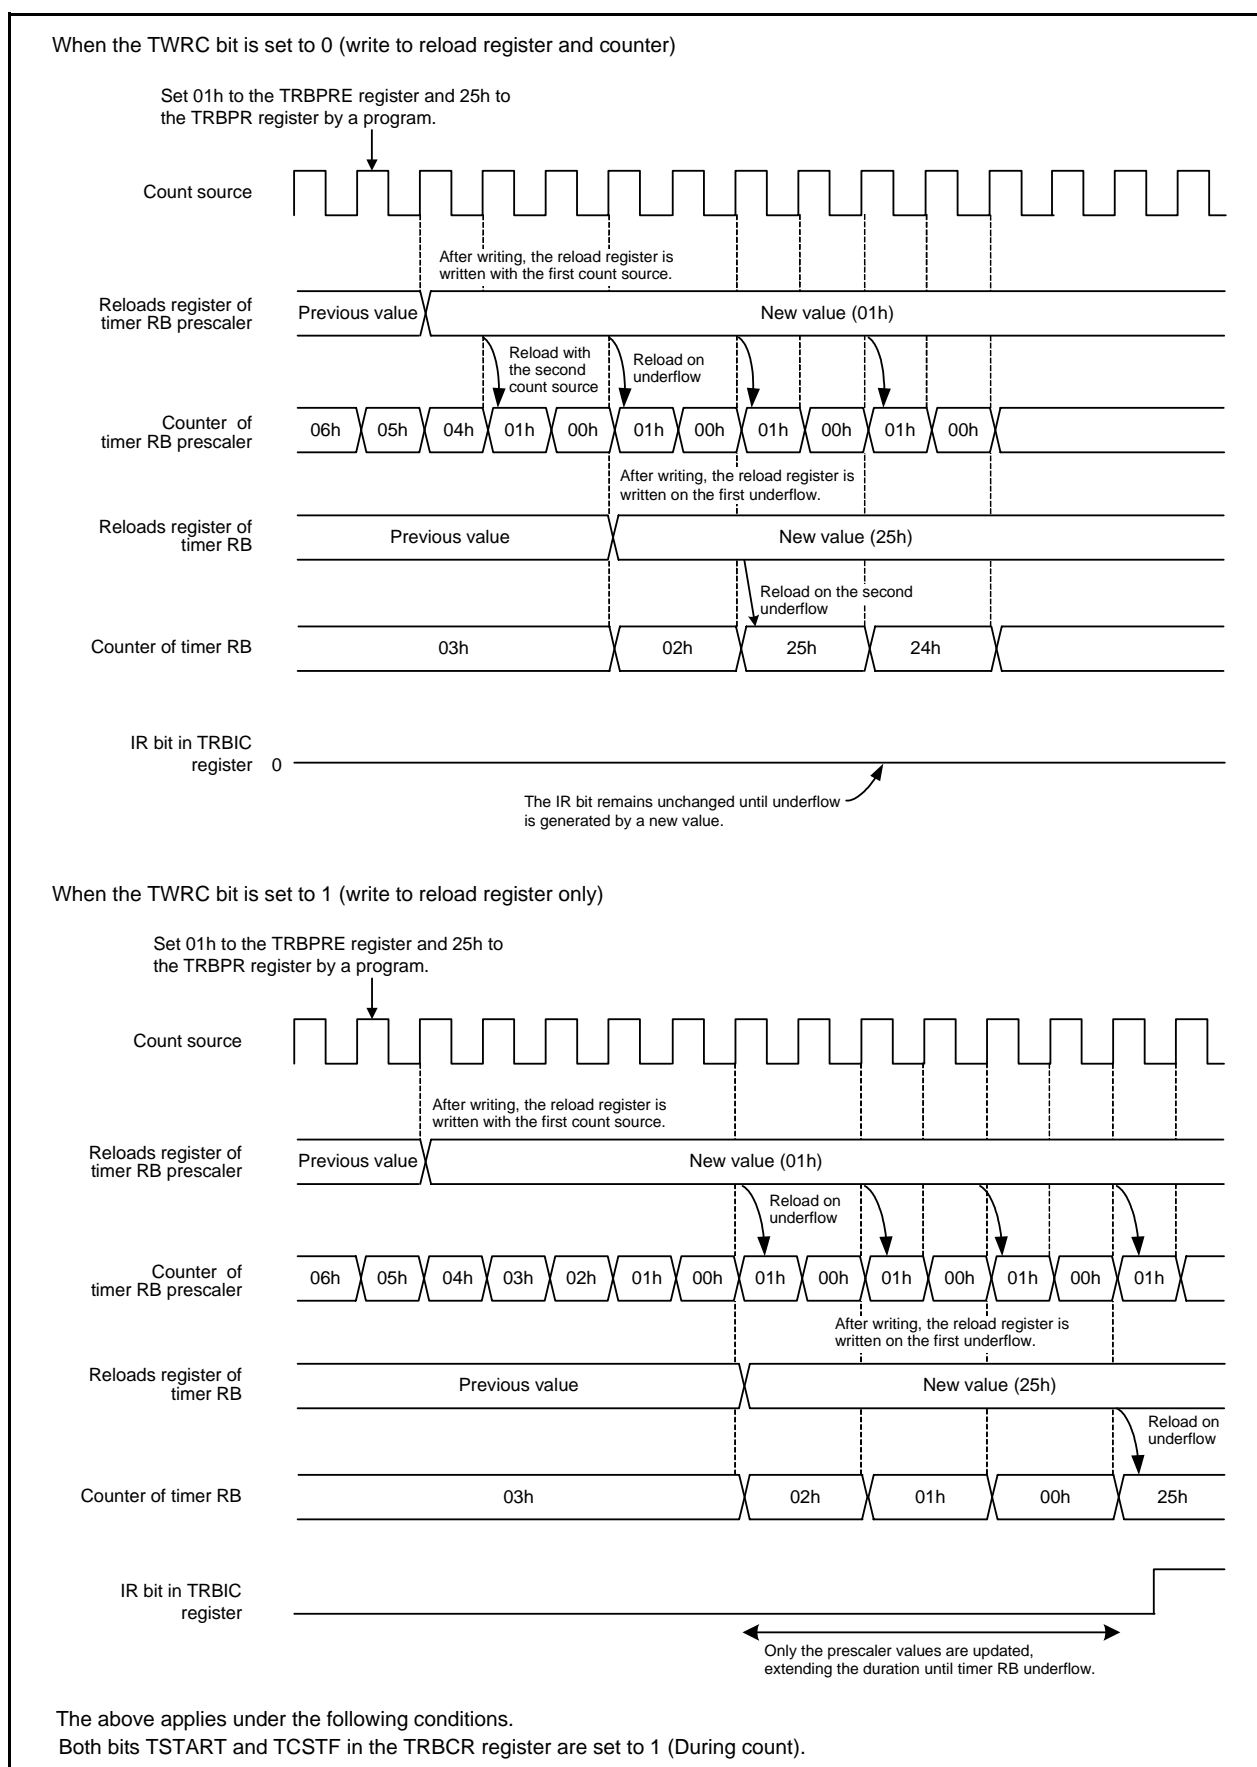 When the TWRC bit is set to 0 (write to reload register and counter)
Set 01h to the TRBPRE register and 25h to
the TRBPR register by a program.
Count source
After writing, the reload register is
written with the first count source.
Reloads register of
timer RB prescaler
Previous value
New value (01h)
Reload with
the second
count source
Reload on
underflow
Counter of
timer RB prescaler
06h 05h 04h 01h 00h 01h 00h 01h 00h 01h 00h
After writing, the reload register is
written on the first underflow.
Reloads register of
timer RB
Previous value
New value (25h)
Reload on the second
underflow
Counter of timer RB
03h 02h 25h 24h
IR bit in TRBIC
register 0
The IR bit remains unchanged until underflow
is generated by a new value.
When the TWRC bit is set to 1 (write to reload register only)
Set 01h to the TRBPRE register and 25h to
the TRBPR register by a program.
Count source
After writing, the reload register is
written with the first count source.
Reloads register of
timer RB prescaler
Previous value
New value (01h)
Reload on
underflow
Counter of
timer RB prescaler
06h 05h 04h 03h 02h 01h 00h 01h 00h 01h 00h 01h 00h 01h
After writing, the reload register is
written on the first underflow.
Reloads register of
timer RB
Previous value
New value (25h)
Reload on
underflow
Counter of timer RB
03h 02h 01h 00h 25h
IR bit in TRBIC
register
Only the prescaler values are updated,
extending the duration until timer RB underflow.
The above applies under the following conditions.
Both bits TSTART and TCSTF in the TRBCR register are set to 1 (During count).